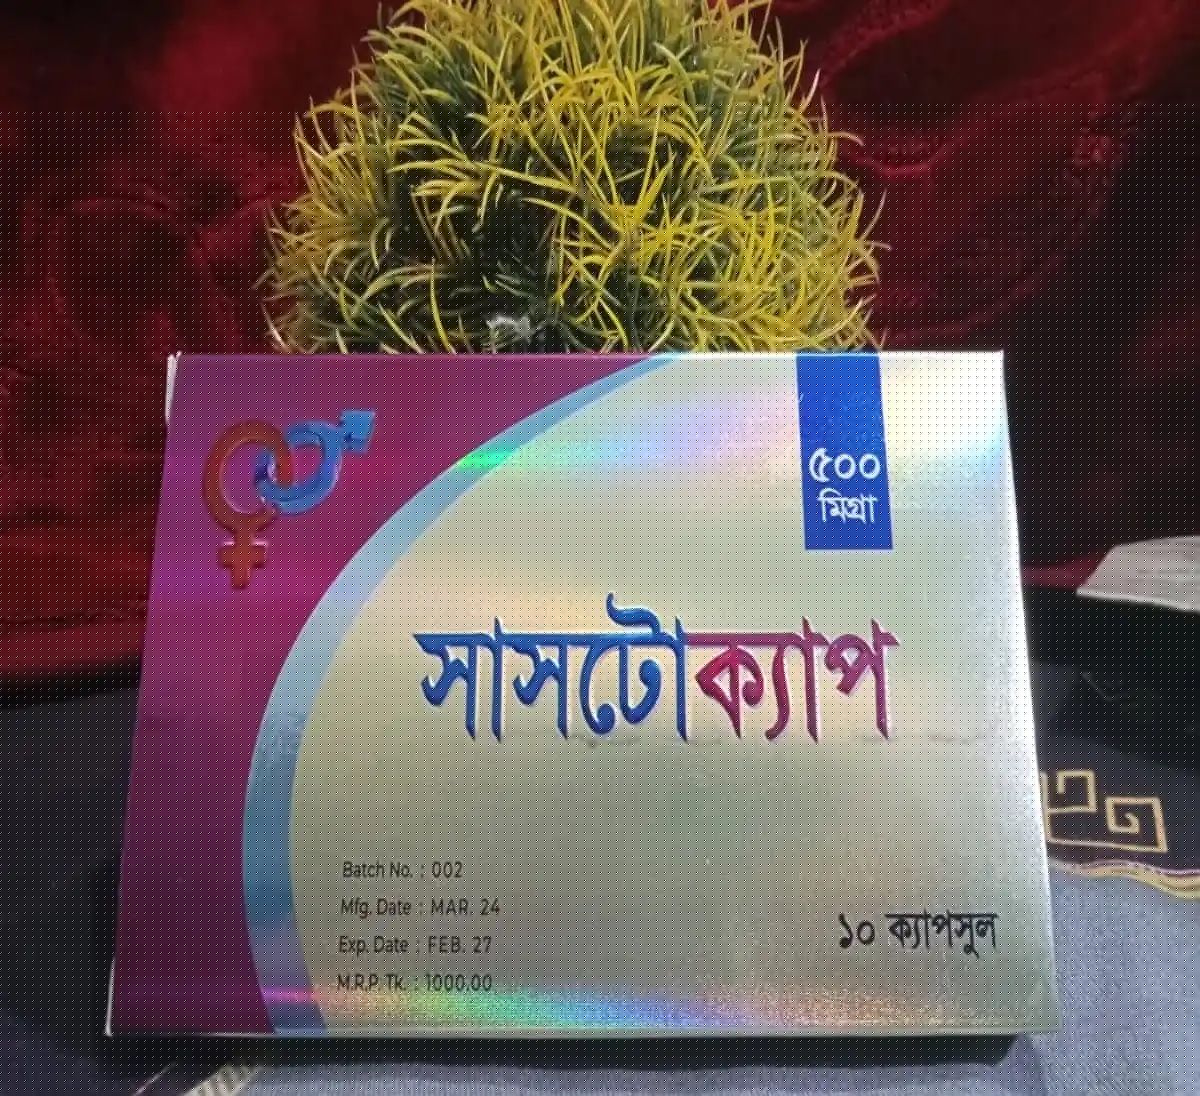 ৫০০
মিগ্রা
সাসটোক্যাপ
Batch No. : 002
Mfg. Date : MAR. 24
Exp. Date : FEB. 27
M.R.P. Tk. : 1000.00
১০ ক্যাপসুল